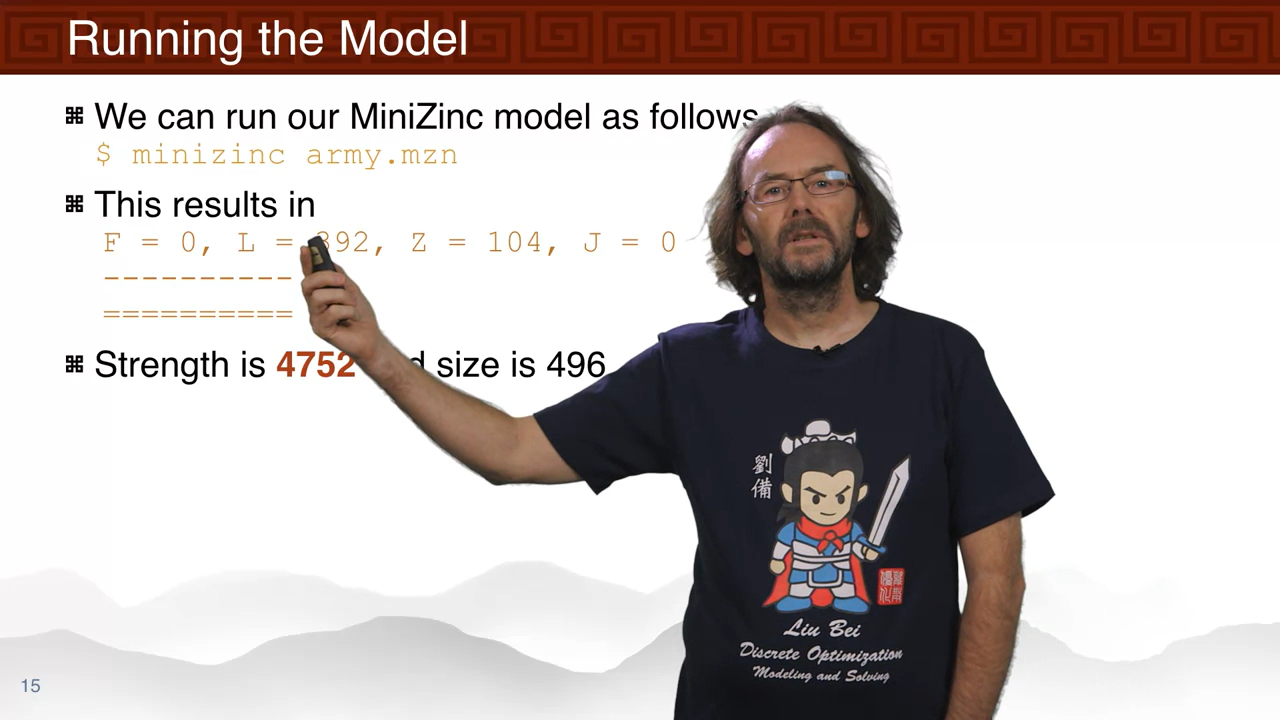 Running the Model
⌘ We can run our MiniZinc model as follows
$ minizinc army.mzn
⌘ This results in
F = 0, L = 392, Z = 104, J = 0
----------
==========
⌘ Strength is 4752 size is 496
劉備
Liu Bei
Discrete Optimization
Modeling and Solving
15